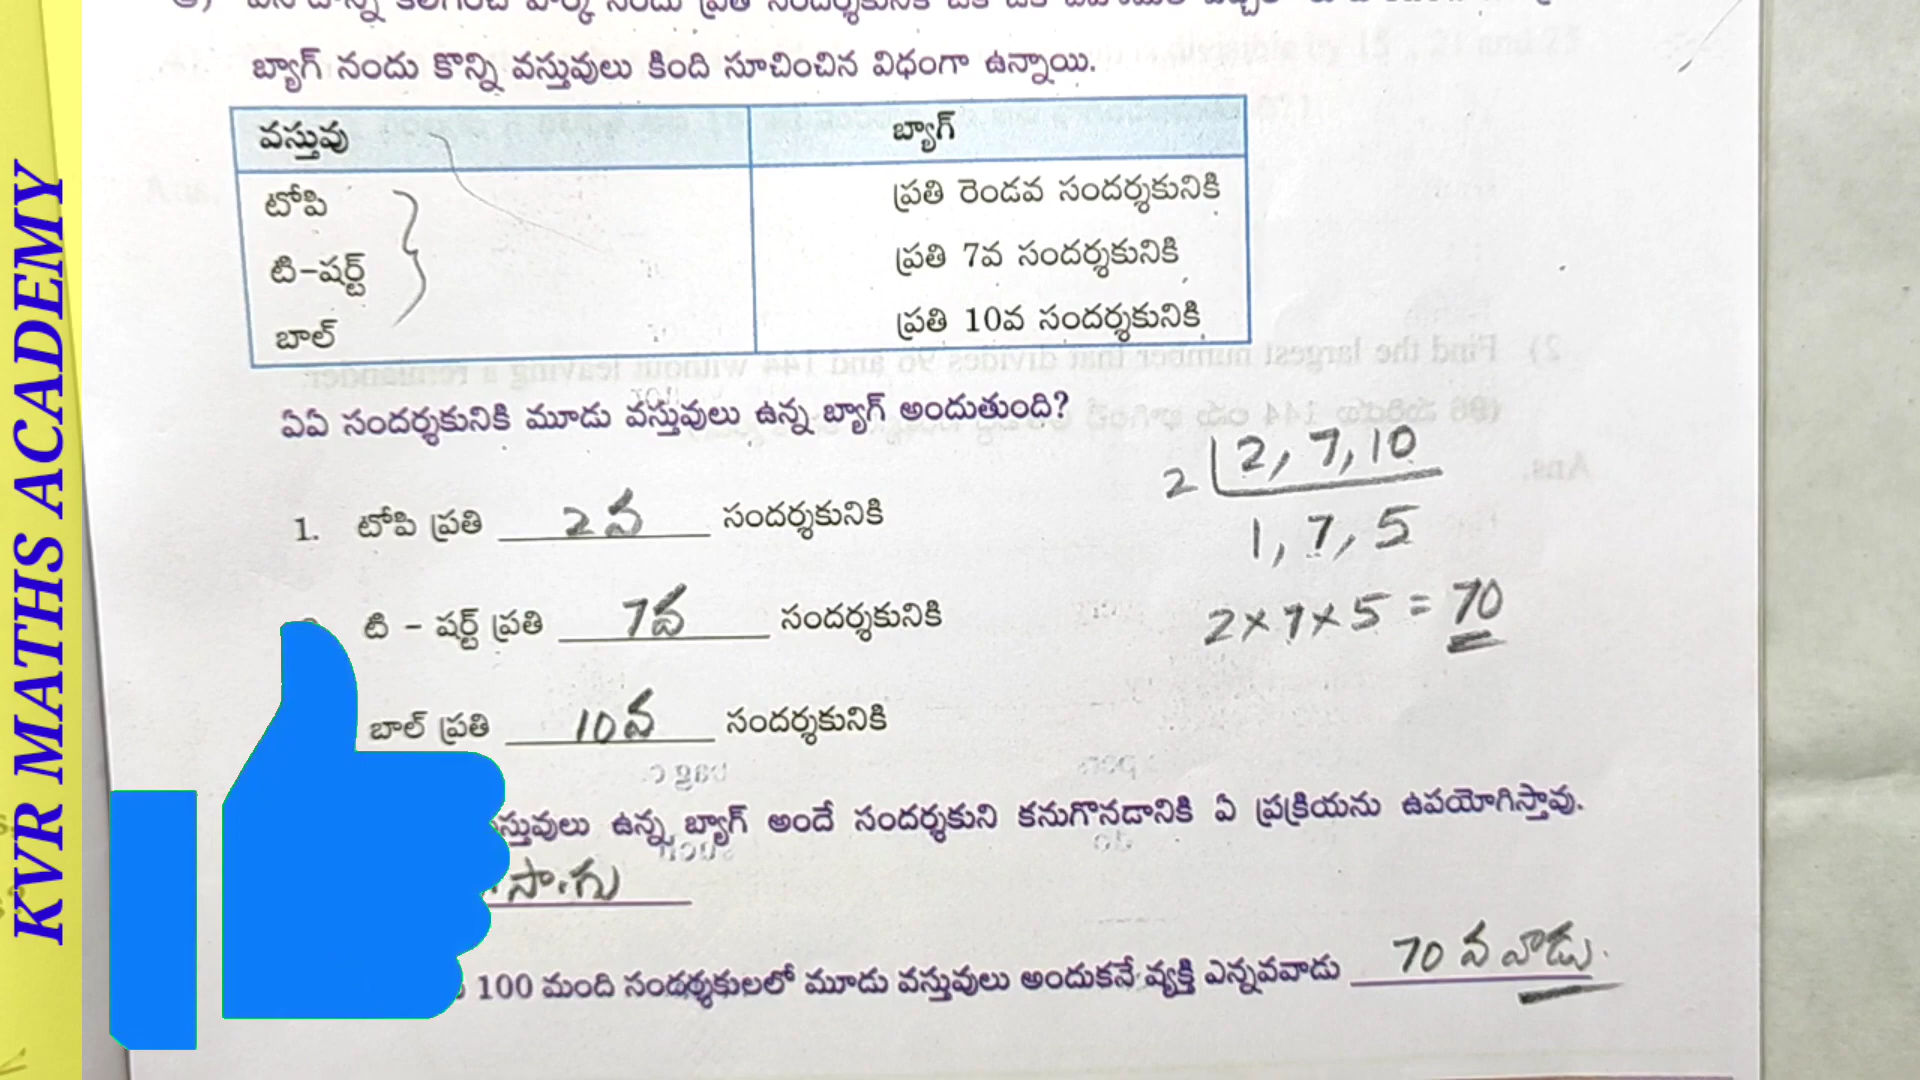 KVR MATHS ACADEMY
బ్యాగ్ నందు కొన్ని వస్తువులు కింది సూచించిన విధంగా ఉన్నాయి.
వస్తువు బ్యాగ్
టోపి ప్రతి రెండవ సందర్శకునికి
టి-షర్ట్ ప్రతి 7వ సందర్శకునికి
బాల్ ప్రతి 10వ సందర్శకునికి
ఏఏ సందర్శకునికి మూడు వస్తువులు ఉన్న బ్యాగ్ అందుతుంది?
2 2, 7, 10
1, 7, 5
2 × 7 × 5 = 70
1. టోపి ప్రతి 2వ సందర్శకునికి
టి - షర్ట్ ప్రతి 7వ సందర్శకునికి
బాల్ ప్రతి 10వ సందర్శకునికి
ఉన్న బ్యాగ్ అందే సందర్శకుని కనుగొనడానికి ఏ ప్రక్రియను ఉపయోగిస్తావు.
సా.గు
100 మంది సందర్శకులలో మూడు వస్తువులు అందుకనే వ్యక్తి ఎన్నవవాడు 70 వ వాడు.